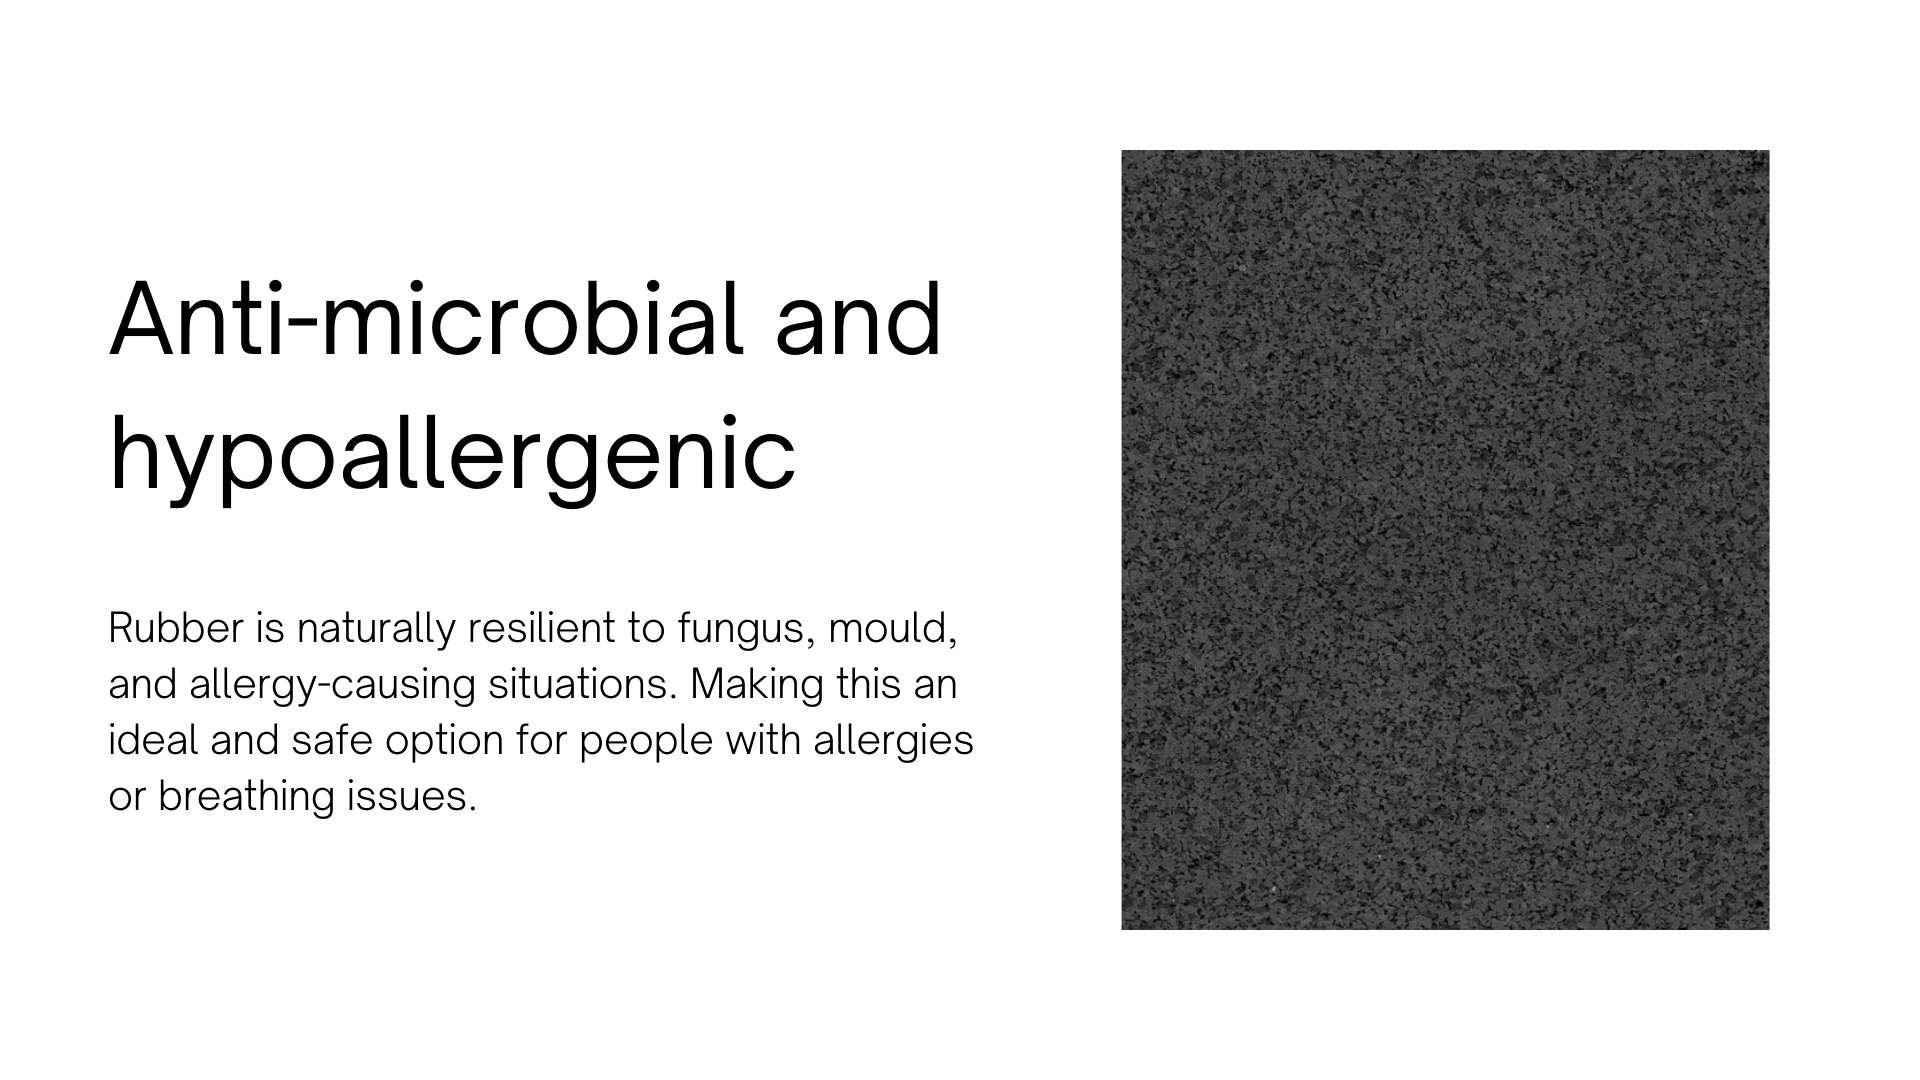 Anti-microbial and
hypoallergenic
Rubber is naturally resilient to fungus, mould,
and allergy-causing situations. Making this an
ideal and safe option for people with allergies
or breathing issues.